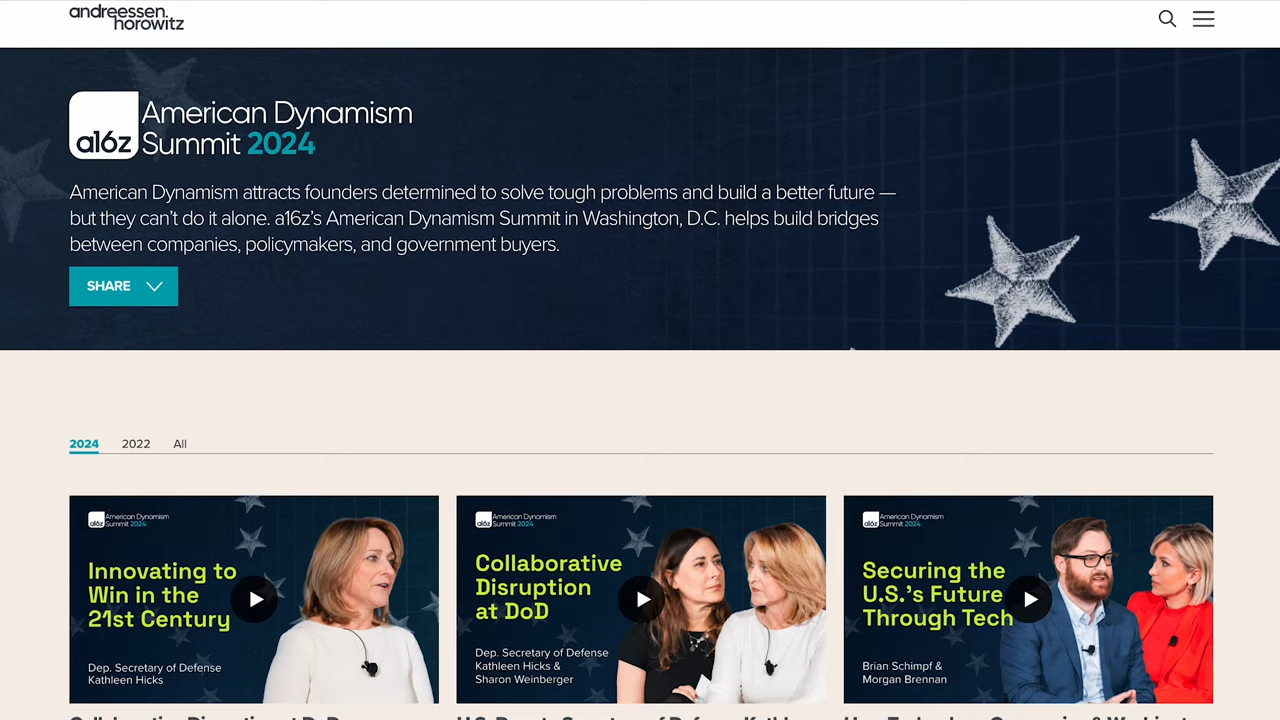 andreessen.
horowitz
a16z
American Dynamism
Summit 2024
American Dynamism attracts founders determined to solve tough problems and build a better future —
but they can't do it alone. a16z's American Dynamism Summit in Washington, D.C. helps build bridges
between companies, policymakers, and government buyers.
SHARE
2024 2022 All
a16z
American Dynamism
Summit 2024
Innovating to
Win in the
21st Century
Dep. Secretary of Defense
Kathleen Hicks
a16z
American Dynamism
Summit 2024
Collaborative
Disruption
at DoD
Dep. Secretary of Defense
Kathleen Hicks &
Sharon Weinberger
a16z
American Dynamism
Summit 2024
Securing the
U.S.'s Future
Through Tech
Brian Schimpf &
Morgan Brennan